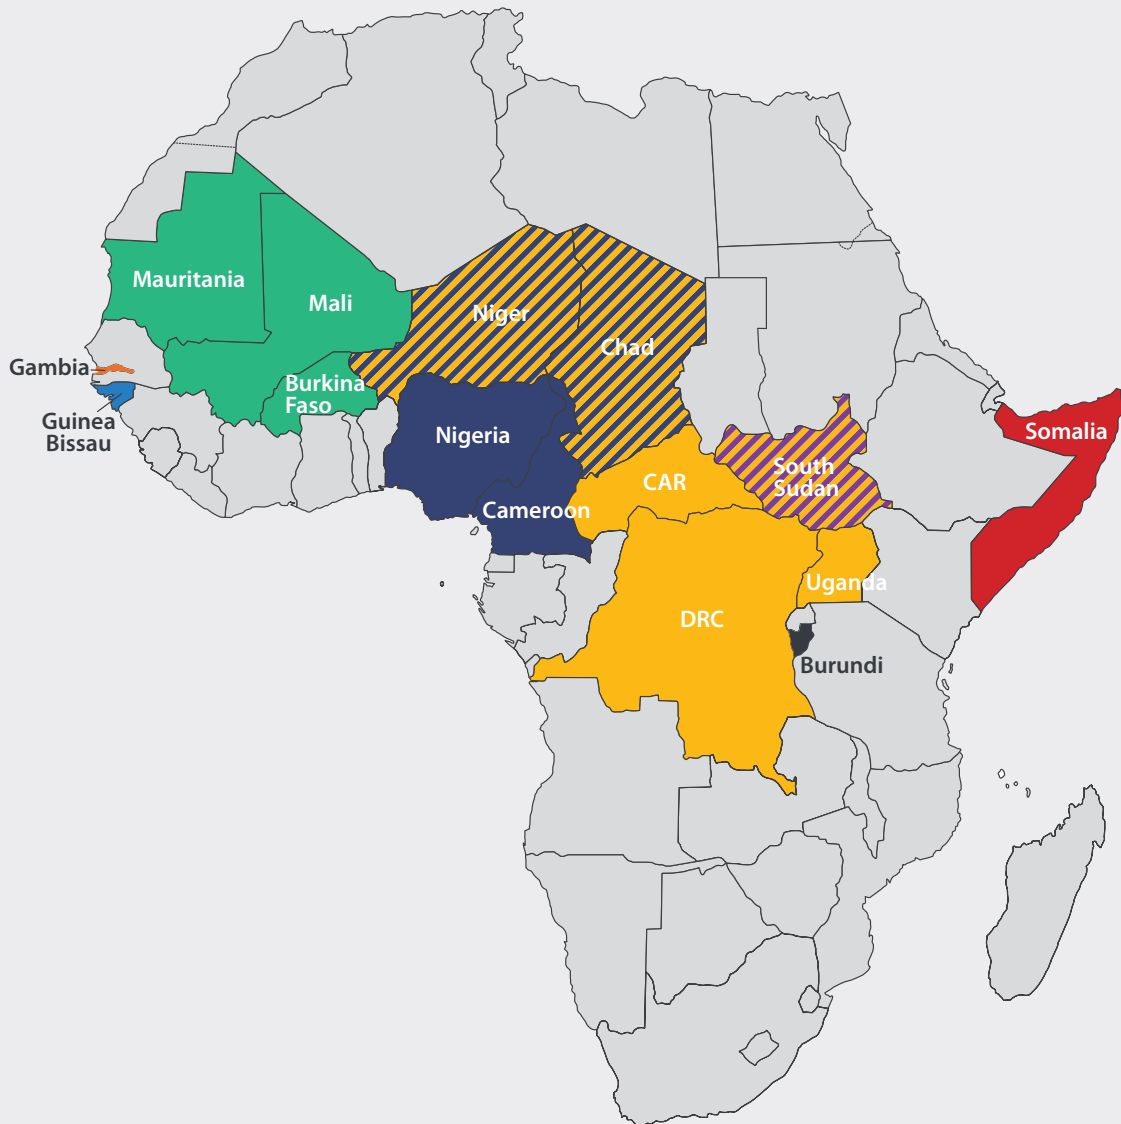 Mauritania
Mali
Niger
Chad
Gambia
Burkina
Faso
Guinea
Bissau
Nigeria
Somalia
South
Sudan
CAR
Cameroon
Uganda
DRC
Burundi